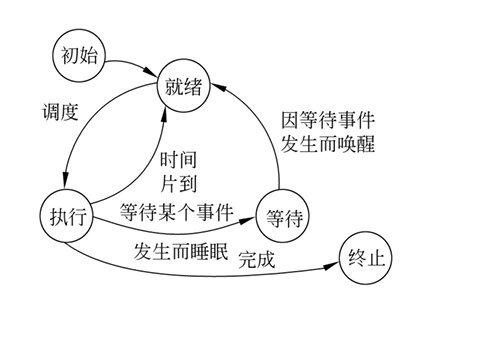 初始
就绪
调度
因等待事件
发生而唤醒
时间
片到
执行
等待某个事件
等待
发生而睡眠
完成
终止